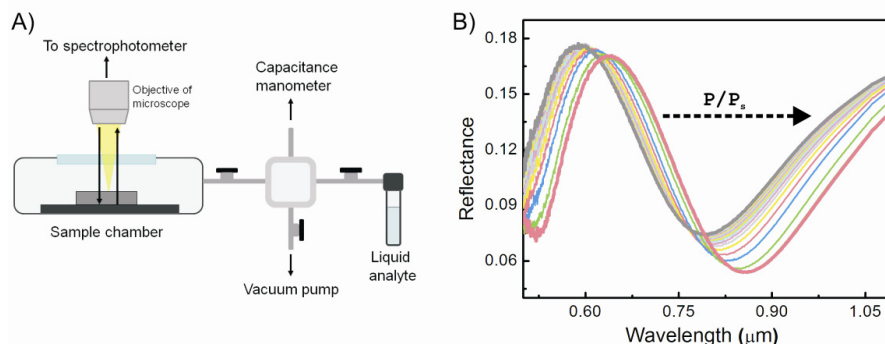 A)
To spectrophotometer
Objective of
microscope
Capacitance
manometer
Sample chamber
Vacuum pump
Liquid
analyte
B)
Reflectance
0.18
0.15
0.12
0.09
0.06
P/Ps
0.60
0.75
0.90
1.05
Wavelength (μm)